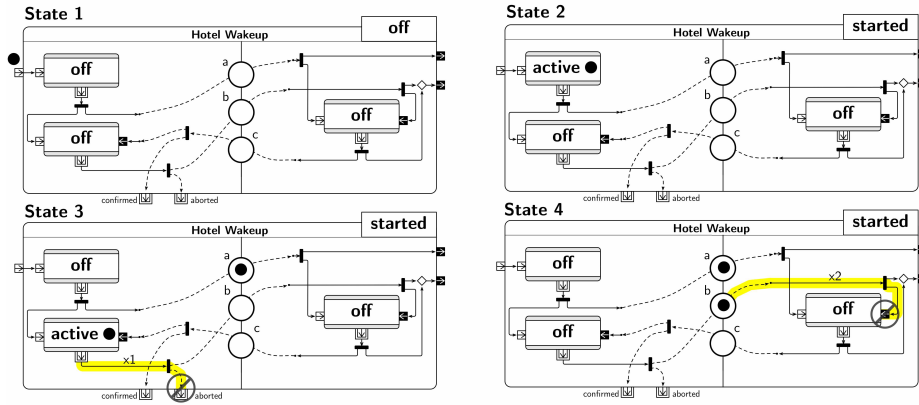 State 1
off
Hotel Wakeup
off
a
b
off
off
c
confirmed
aborted
State 2
started
Hotel Wakeup
active
a
b
off
off
c
confirmed
aborted
State 3
started
Hotel Wakeup
off
a
b
off
active
c
x1
confirmed
aborted
State 4
started
Hotel Wakeup
off
a
x2
b
off
off
c
confirmed
aborted